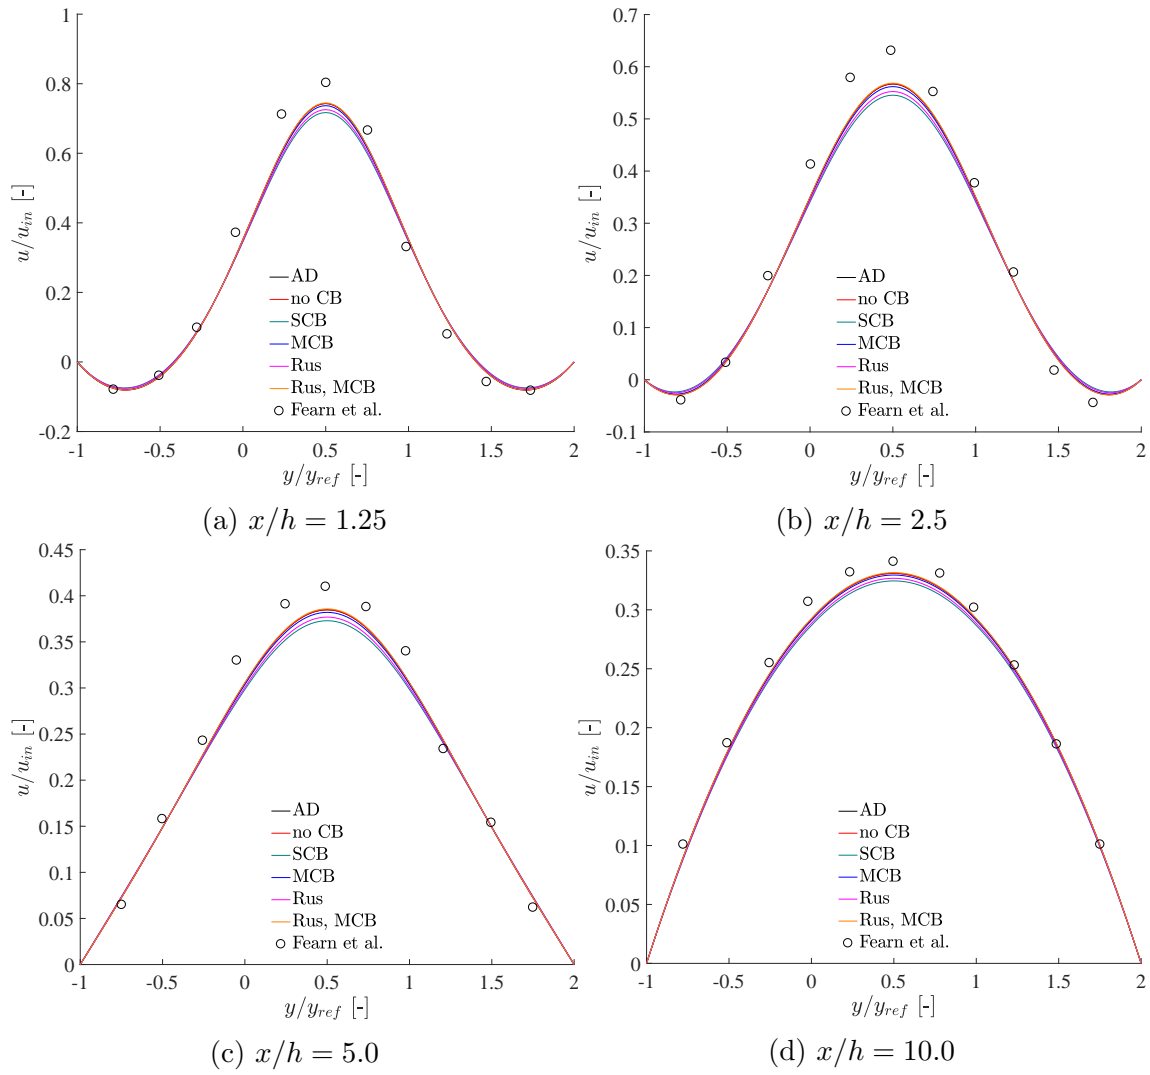 1
0.8
0.6
0.4
0.2
0
-0.2
u/u_in [-]
-1 -0.5 0 0.5 1 1.5 2
y/y_ref [-]
AD
no CB
SCB
MCB
Rus
Rus, MCB
Fearn et al.
(a) x/h = 1.25
0.7
0.6
0.5
0.4
0.3
0.2
0.1
0
-0.1
u/u_in [-]
-1 -0.5 0 0.5 1 1.5 2
y/y_ref [-]
AD
no CB
SCB
MCB
Rus
Rus, MCB
Fearn et al.
(b) x/h = 2.5
0.45
0.4
0.35
0.3
0.25
0.2
0.15
0.1
0.05
0
u/u_in [-]
-1 -0.5 0 0.5 1 1.5 2
y/y_ref [-]
AD
no CB
SCB
MCB
Rus
Rus, MCB
Fearn et al.
(c) x/h = 5.0
0.35
0.3
0.25
0.2
0.15
0.1
0.05
0
u/u_in [-]
-1 -0.5 0 0.5 1 1.5 2
y/y_ref [-]
AD
no CB
SCB
MCB
Rus
Rus, MCB
Fearn et al.
(d) x/h = 10.0